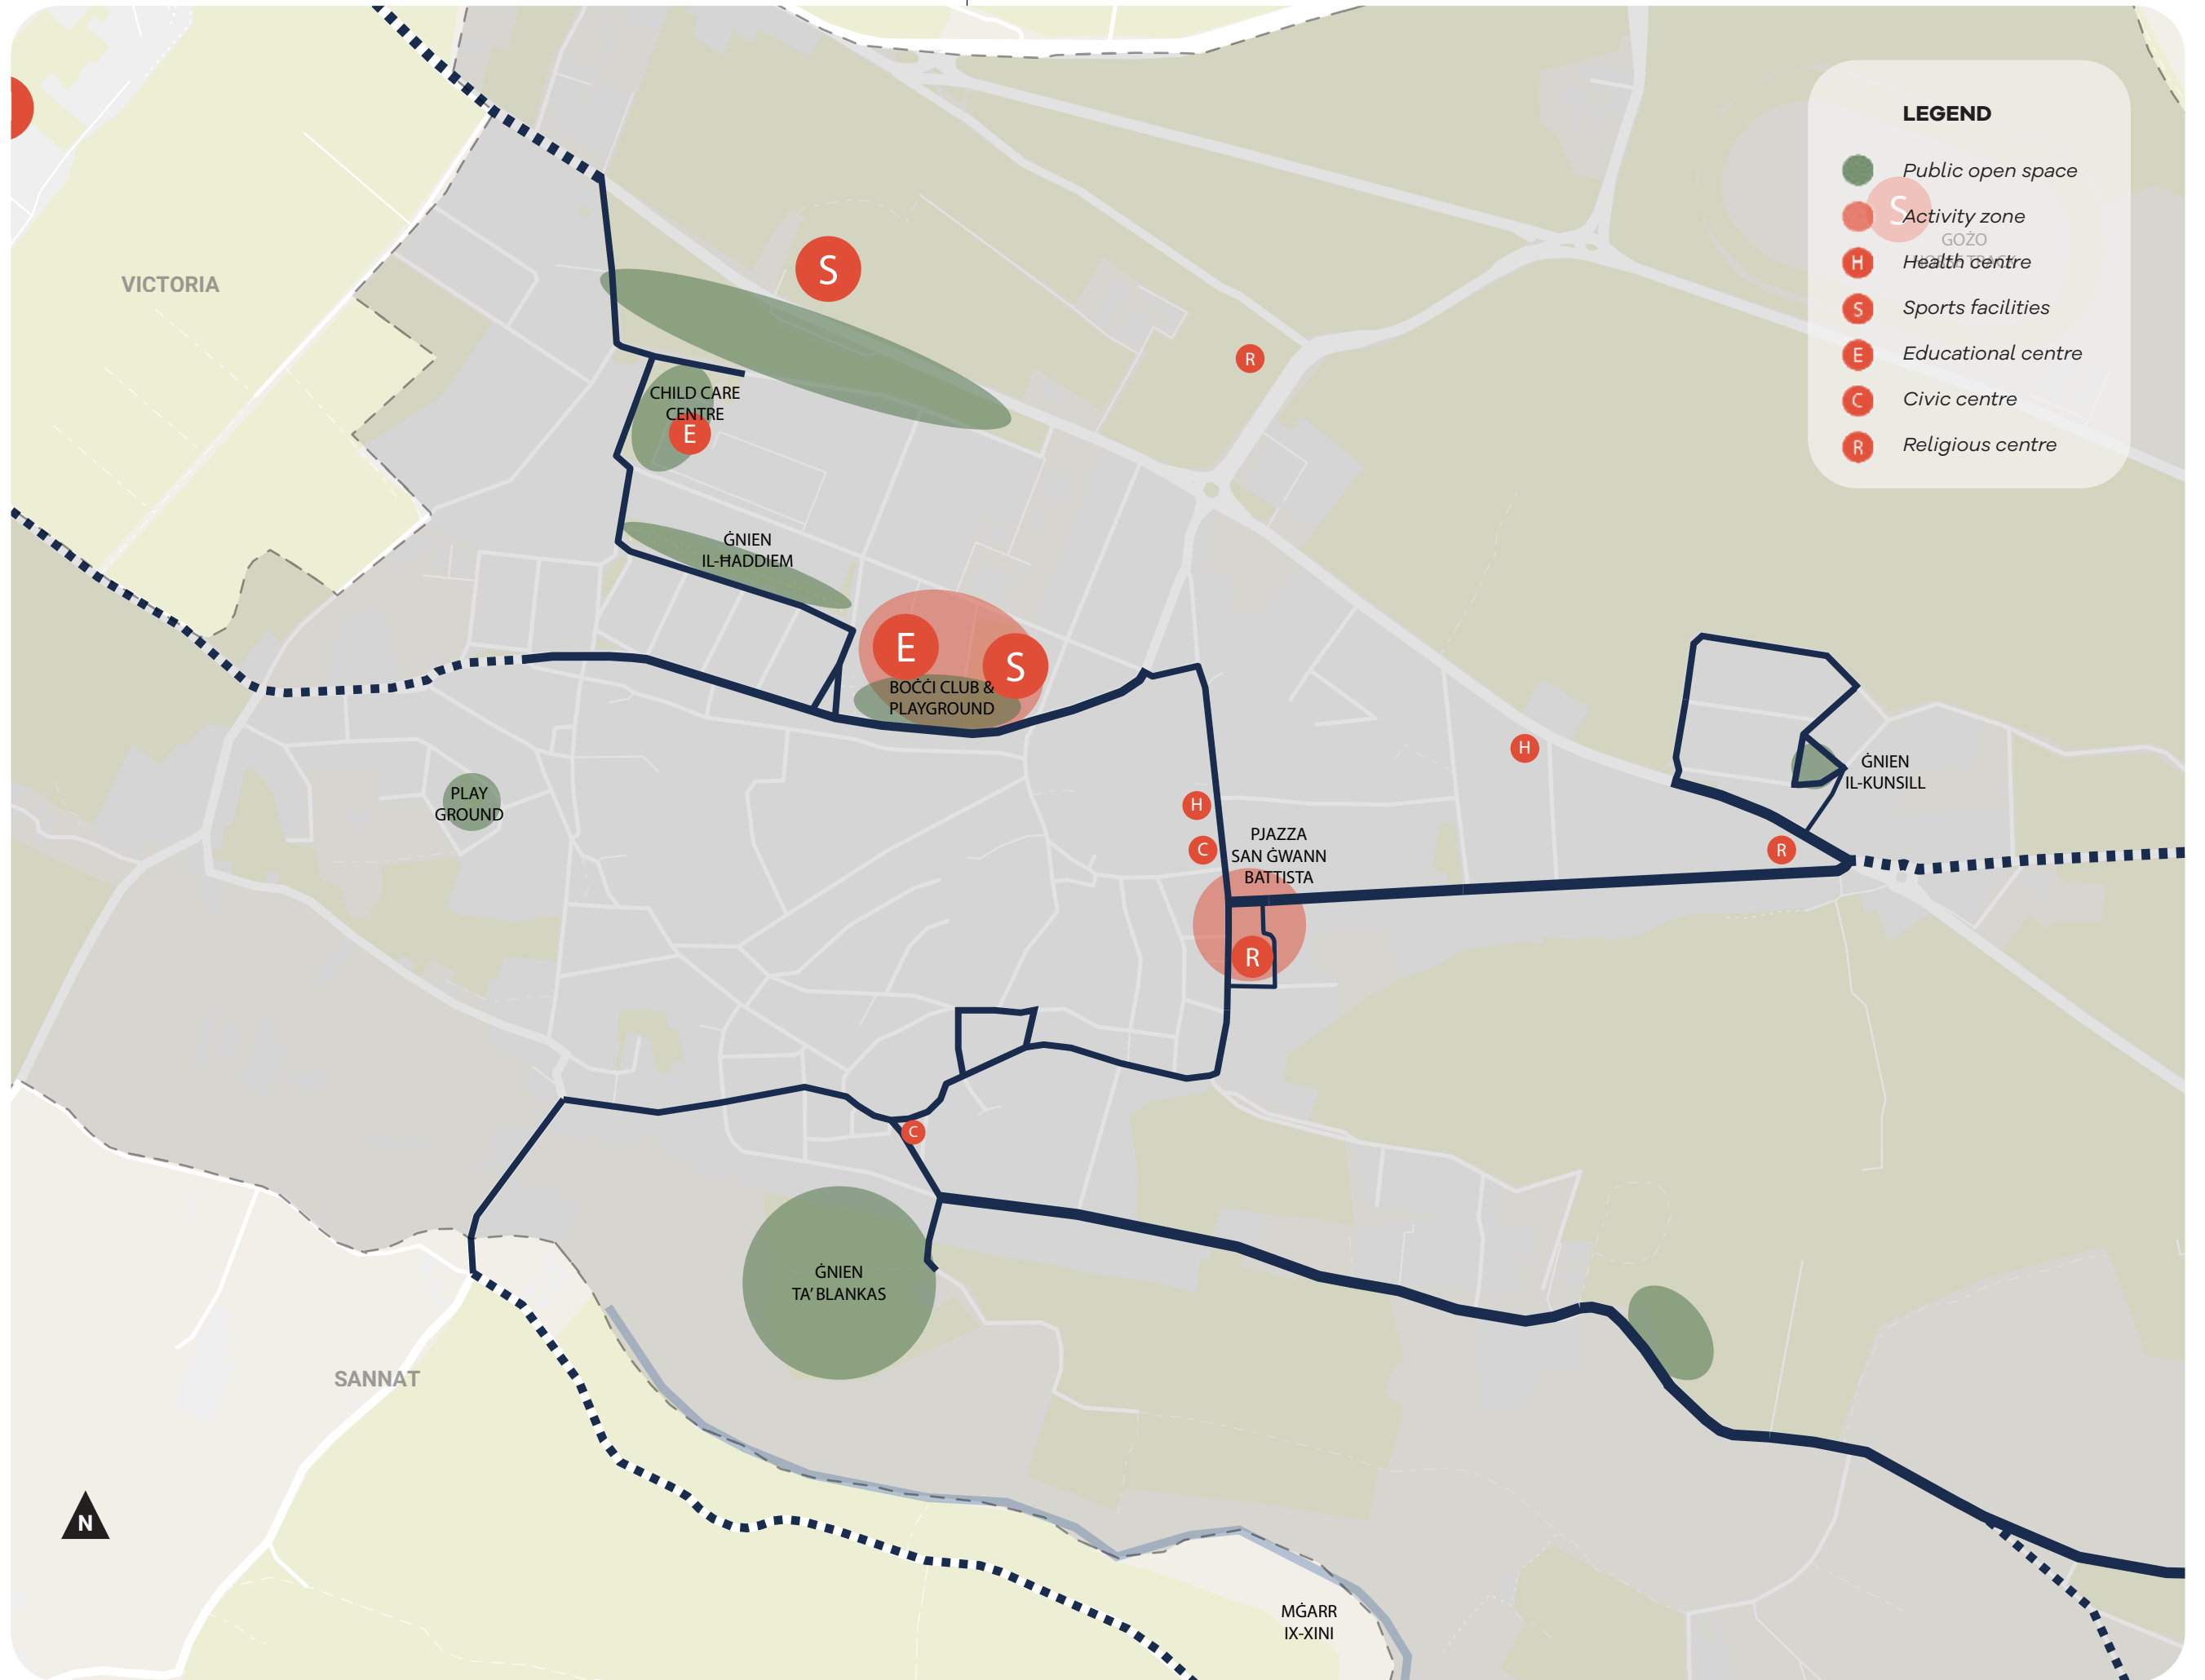 LEGEND
Public open space
S
Activity zone
GOŻO
H
Health centre
S
Sports facilities
E
Educational centre
C
Civic centre
R
Religious centre
VICTORIA
S
R
CHILD CARE
CENTRE
E
ĠNIEN
IL-ĦADDIEM
E
S
BOĊĊI CLUB &
PLAYGROUND
PLAY
GROUND
H
H
C
PJAZZA
SAN ĠWANN
BATTISTA
R
ĠNIEN
IL-KUNSILL
R
C
ĠNIEN
TA' BLANKAS
SANNAT
N
MĠARR
IX-XINI